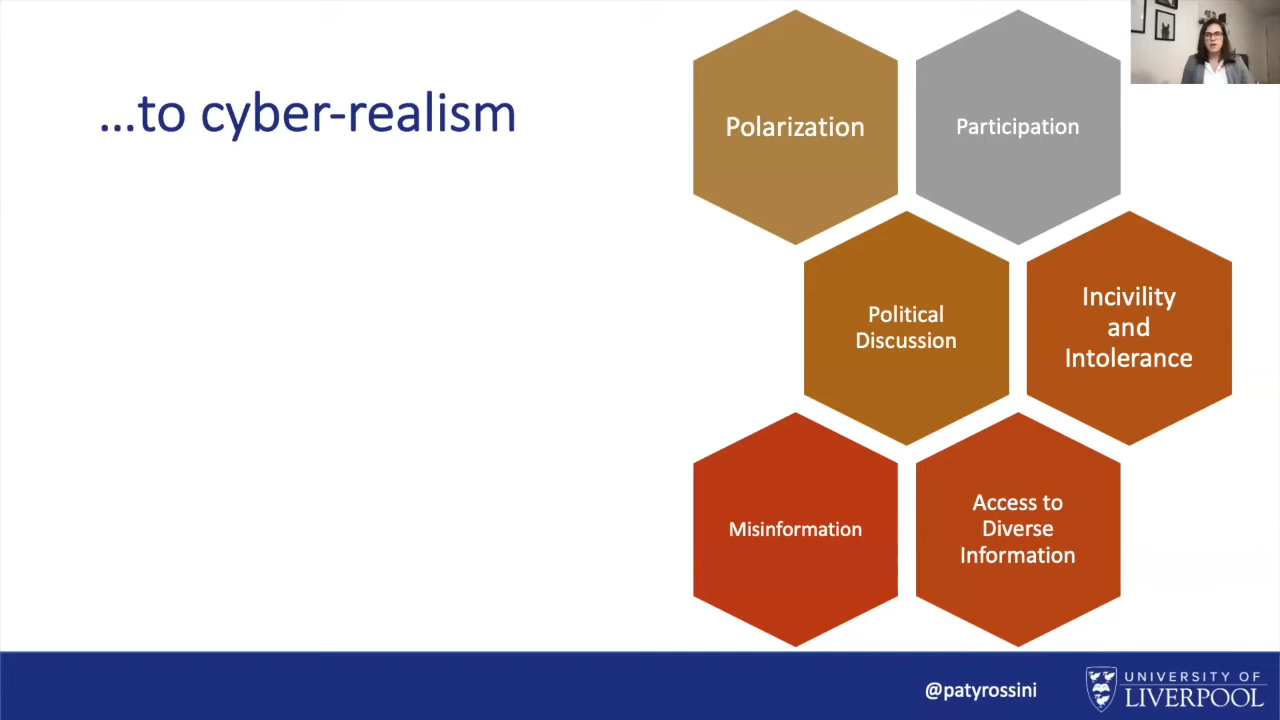 ...to cyber-realism
Polarization
Participation
Political
Discussion
Incivility
and
Intolerance
Misinformation
Access to
Diverse
Information
@patyrossini
UNIVERSITY OF
LIVERPOOL